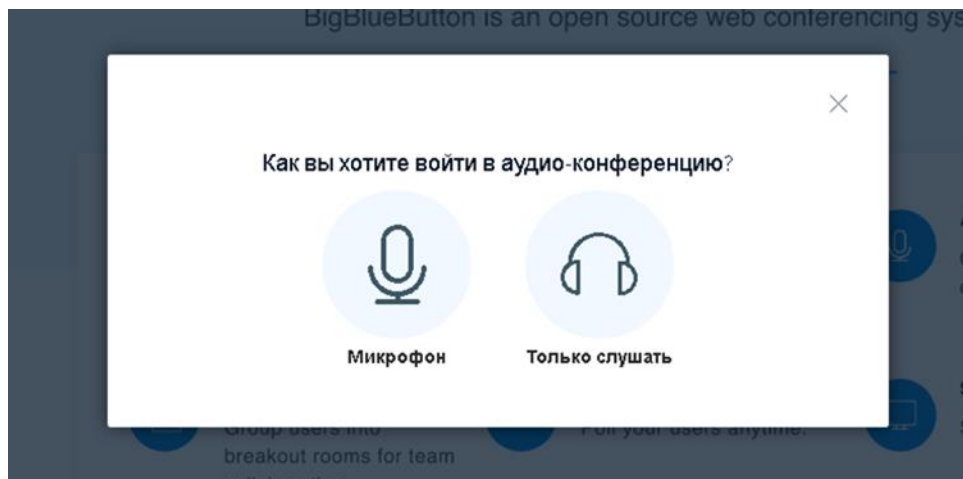 BigBlueButton is an open source web conferencing sys
Как вы хотите войти в аудио-конференцию?
Микрофон
Только слушать
Group users into
Poll your users anytime.
breakout rooms for team